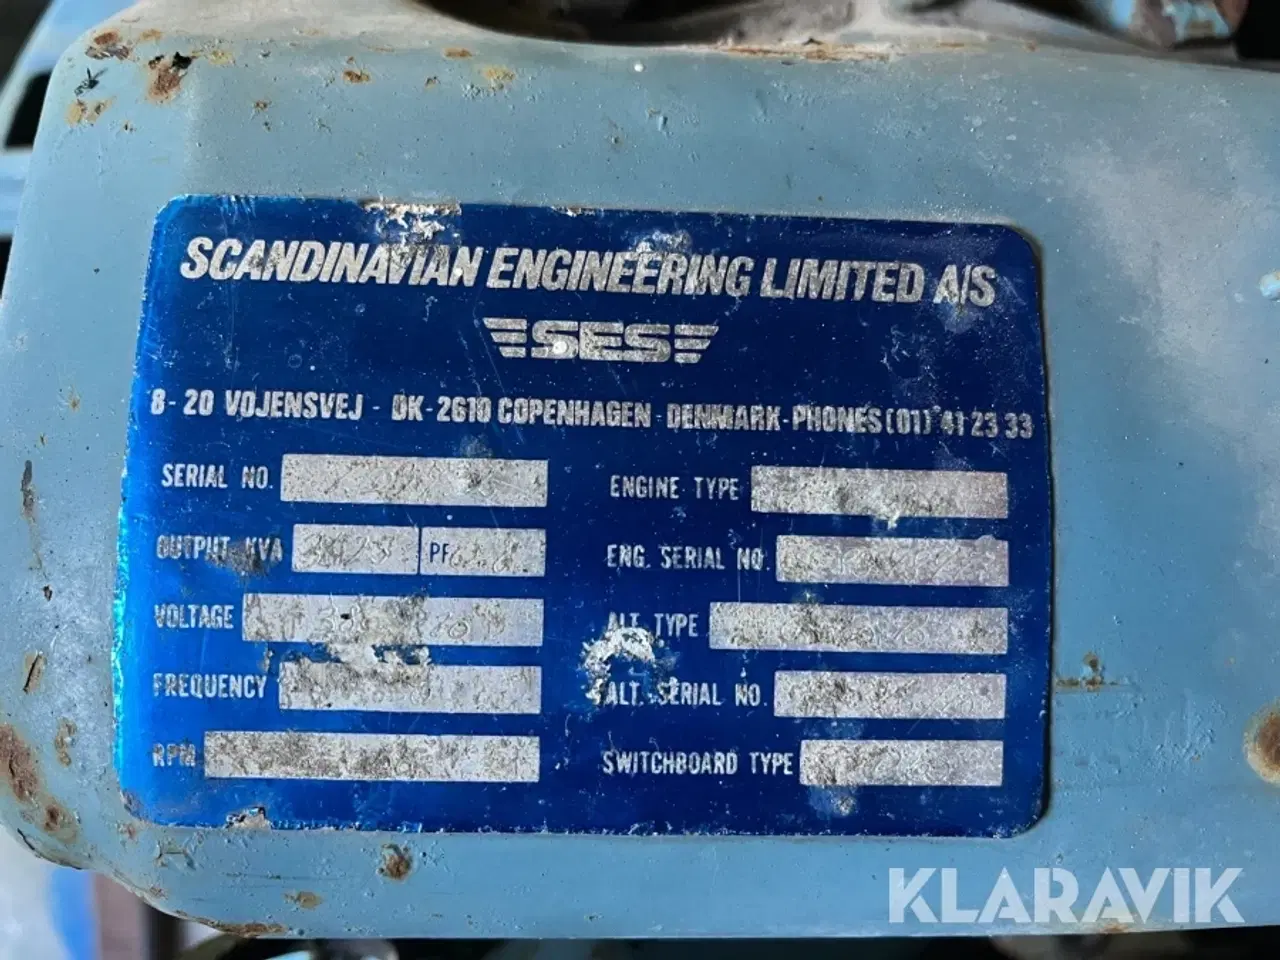 SCANDINAVIAN ENGINEERING LIMITED A/S
SES
8-20 VOJENSVEJ - DK-2610 COPENHAGEN - DENMARK - PHONES (01) 41 23 33
SERIAL NO.
ENGINE TYPE
OUTPUT KVA
PF
ENG. SERIAL NO.
VOLTAGE
ALT. TYPE
FREQUENCY
ALT. SERIAL NO.
RPM
SWITCHBOARD TYPE
KLARAVIK